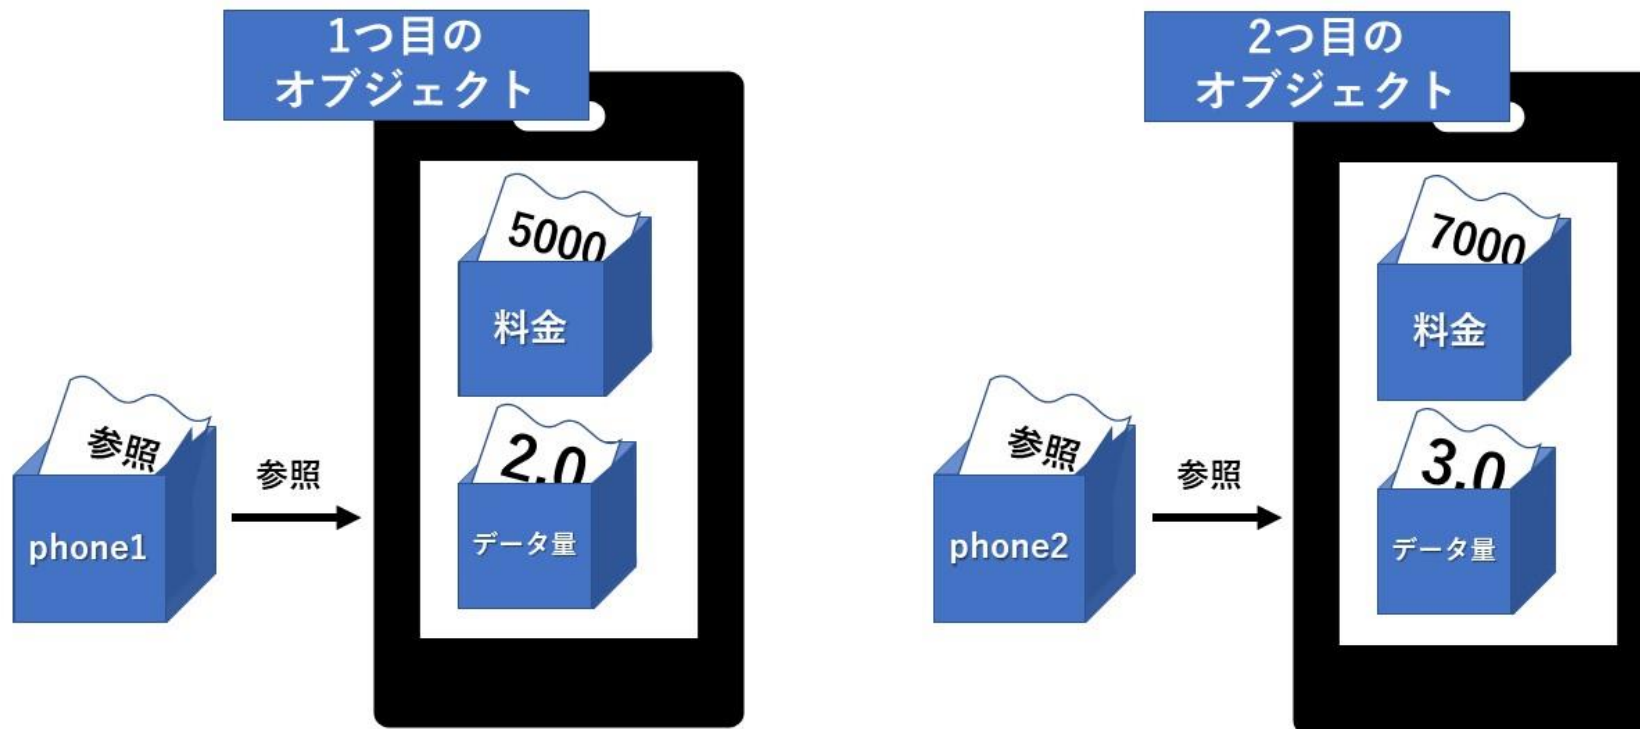 1つ目の
オブジェクト
5000
料金
2.0
データ量
参照
phone1
参照
2つ目の
オブジェクト
7000
料金
3.0
データ量
参照
phone2
参照